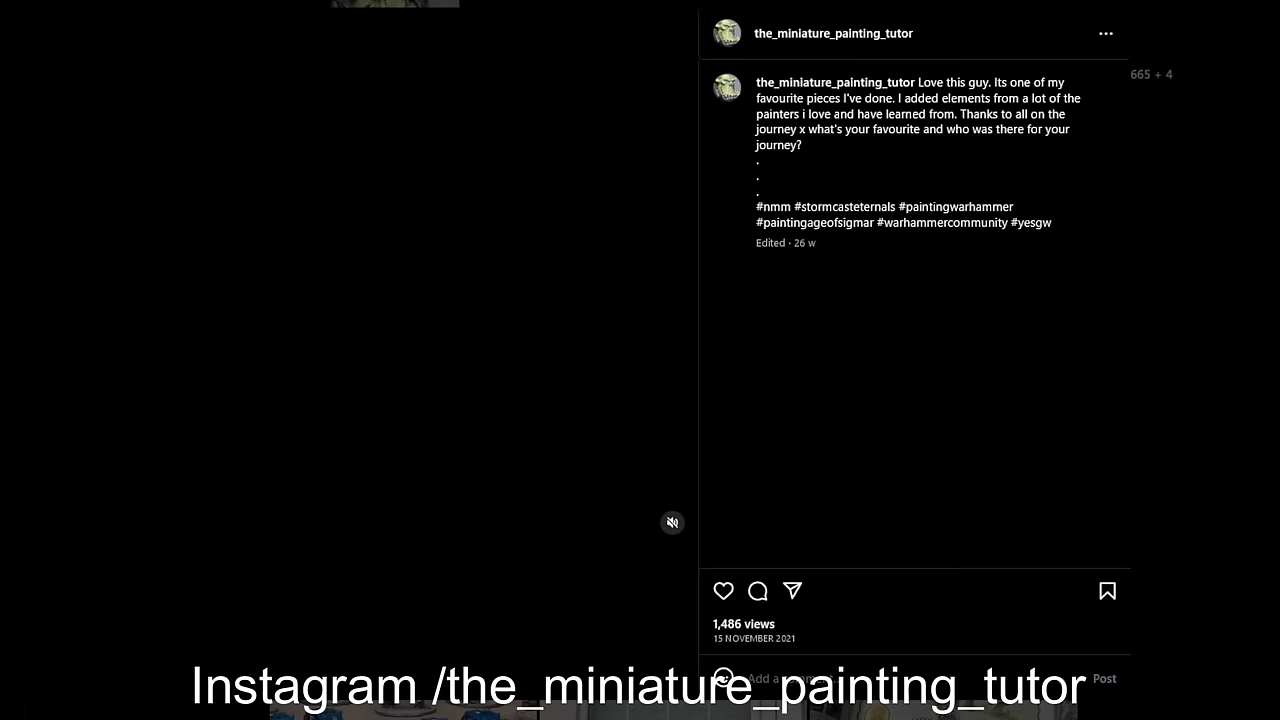 the_miniature_painting_tutor
665 + 4
the_miniature_painting_tutor Love this guy. Its one of my
favourite pieces I've done. I added elements from a lot of the
painters i love and have learned from. Thanks to all on the
journey x what's your favourite and who was there for your
journey?
.
.
.
#nmm #stormcasteternals #paintingwarhammer
#paintingageofsigmar #warhammercommunity #yesgw
Edited · 26 w
1,486 views
15 NOVEMBER 2021
Add a comment... Post
Instagram /the_miniature_painting_tutor